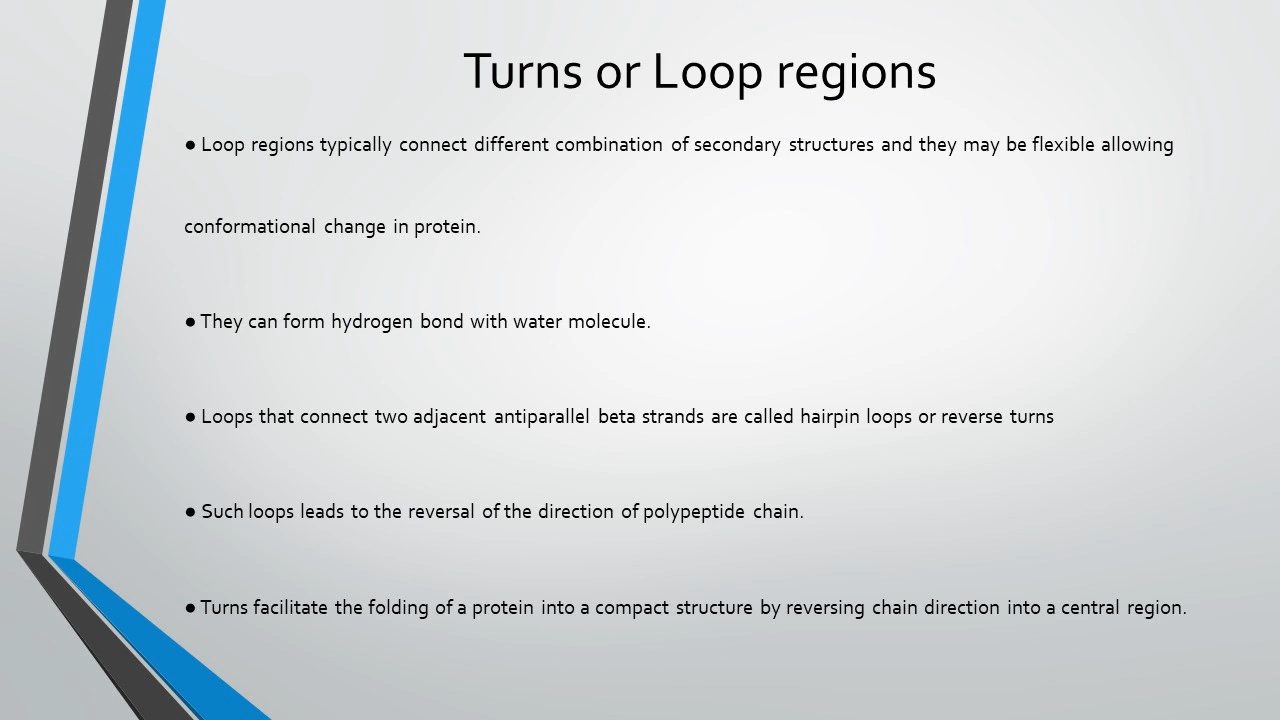 Turns or Loop regions
● Loop regions typically connect different combination of secondary structures and they may be flexible allowing
conformational change in protein.
● They can form hydrogen bond with water molecule.
● Loops that connect two adjacent antiparallel beta strands are called hairpin loops or reverse turns
● Such loops leads to the reversal of the direction of polypeptide chain.
● Turns facilitate the folding of a protein into a compact structure by reversing chain direction into a central region.